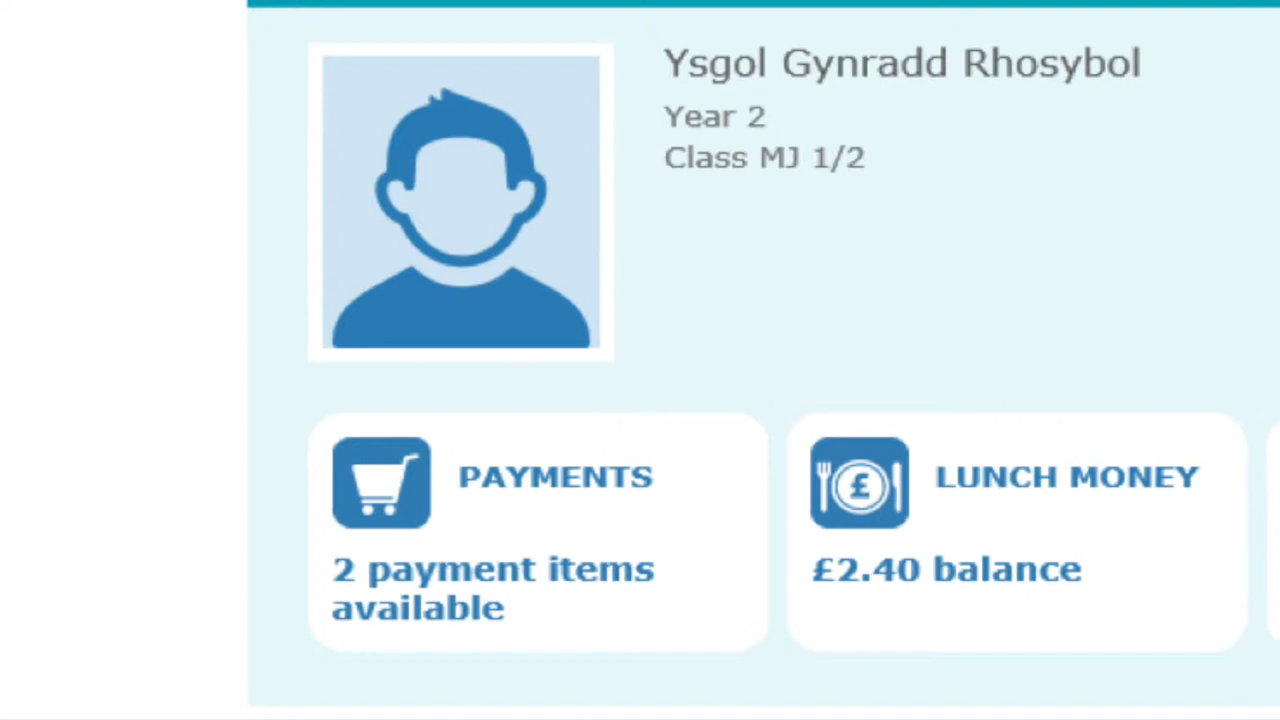 Ysgol Gynradd Rhosybol
Year 2
Class MJ 1/2
PAYMENTS
2 payment items
available
£
LUNCH MONEY
£2.40 balance